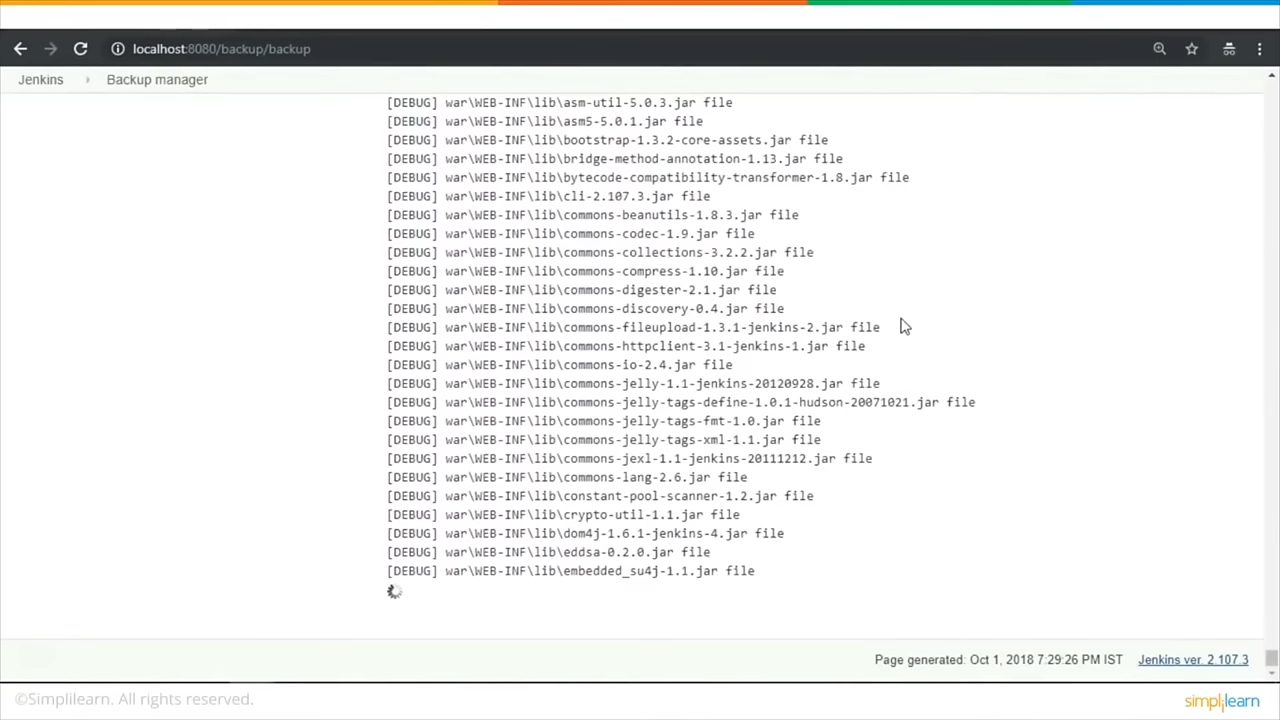 localhost:8080/backup/backup
Jenkins
Backup manager
[DEBUG] war\WEB-INF\lib\asm-util-5.0.3.jar file
[DEBUG] war\WEB-INF\lib\asm5-5.0.1.jar file
[DEBUG] war\WEB-INF\lib\bootstrap-1.3.2-core-assets.jar file
[DEBUG] war\WEB-INF\lib\bridge-method-annotation-1.13.jar file
[DEBUG] war\WEB-INF\lib\bytecode-compatibility-transformer-1.8.jar file
[DEBUG] war\WEB-INF\lib\cli-2.107.3.jar file
[DEBUG] war\WEB-INF\lib\commons-beanutils-1.8.3.jar file
[DEBUG] war\WEB-INF\lib\commons-codec-1.9.jar file
[DEBUG] war\WEB-INF\lib\commons-collections-3.2.2.jar file
[DEBUG] war\WEB-INF\lib\commons-compress-1.10.jar file
[DEBUG] war\WEB-INF\lib\commons-digester-2.1.jar file
[DEBUG] war\WEB-INF\lib\commons-discovery-0.4.jar file
[DEBUG] war\WEB-INF\lib\commons-fileupload-1.3.1-jenkins-2.jar file
[DEBUG] war\WEB-INF\lib\commons-httpclient-3.1-jenkins-1.jar file
[DEBUG] war\WEB-INF\lib\commons-io-2.4.jar file
[DEBUG] war\WEB-INF\lib\commons-jelly-1.1-jenkins-20120928.jar file
[DEBUG] war\WEB-INF\lib\commons-jelly-tags-define-1.0.1-hudson-20071021.jar file
[DEBUG] war\WEB-INF\lib\commons-jelly-tags-fmt-1.0.jar file
[DEBUG] war\WEB-INF\lib\commons-jelly-tags-xml-1.1.jar file
[DEBUG] war\WEB-INF\lib\commons-jexl-1.1-jenkins-20111212.jar file
[DEBUG] war\WEB-INF\lib\commons-lang-2.6.jar file
[DEBUG] war\WEB-INF\lib\constant-pool-scanner-1.2.jar file
[DEBUG] war\WEB-INF\lib\crypto-util-1.1.jar file
[DEBUG] war\WEB-INF\lib\dom4j-1.6.1-jenkins-4.jar file
[DEBUG] war\WEB-INF\lib\eddsa-0.2.0.jar file
[DEBUG] war\WEB-INF\lib\embedded_su4j-1.1.jar file
Page generated: Oct 1, 2018 7:29:26 PM IST
Jenkins ver. 2.107.3
©Simplilearn. All rights reserved.
simplilearn